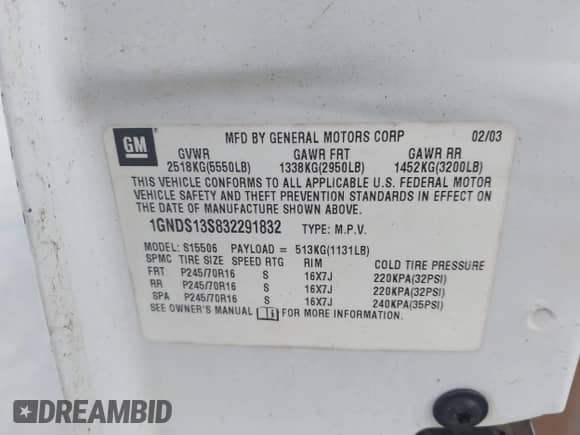 GM
MFD BY GENERAL MOTORS CORP 02/03
GVWR GAWR FRT GAWR RR
2518KG(5550LB) 1338KG(2950LB) 1452KG(3200LB)
THIS VEHICLE CONFORMS TO ALL APPLICABLE U.S. FEDERAL MOTOR
VEHICLE SAFETY AND THEFT PREVENTION STANDARDS IN EFFECT ON
THE DATE OF MANUFACTURE SHOWN ABOVE.
1GNDS13S832291832 TYPE: M.P.V.
MODEL: S15506 PAYLOAD = 513KG(1131LB)
SPMC TIRE SIZE SPEED RTG RIM COLD TIRE PRESSURE
FRT P245/70R16 S 16X7J 220KPA(32PSI)
RR P245/70R16 S 16X7J 220KPA(32PSI)
SPA P245/70R16 S 16X7J 240KPA(35PSI)
SEE OWNER'S MANUAL FOR MORE INFORMATION.
DREAMBID